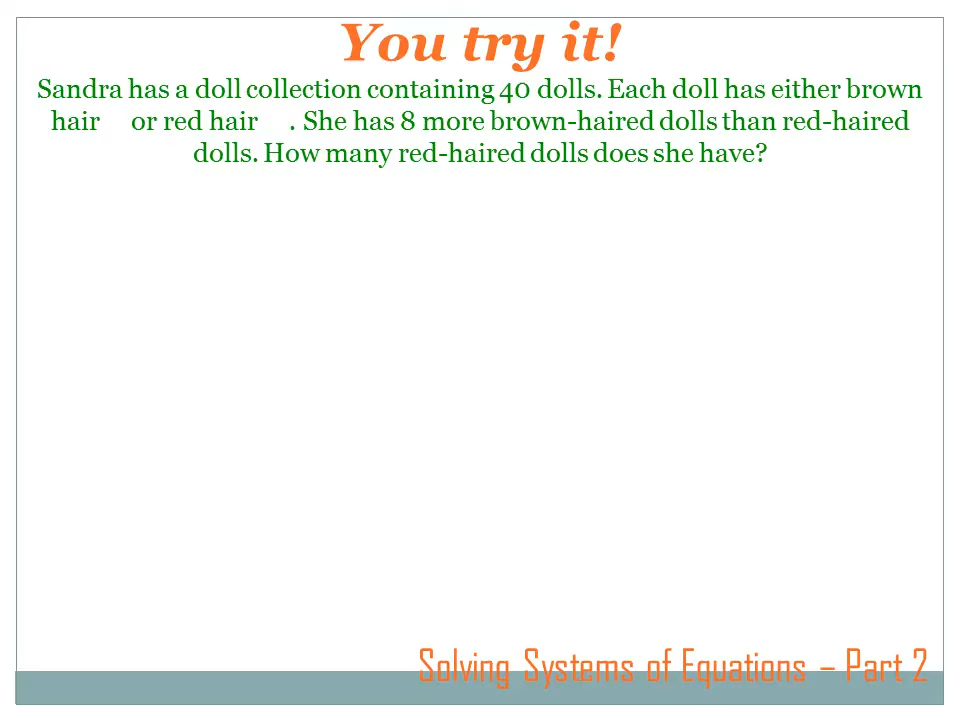 You try it!
Sandra has a doll collection containing 40 dolls. Each doll has either brown
hair or red hair . She has 8 more brown-haired dolls than red-haired
dolls. How many red-haired dolls does she have?
Solving Systems of Equations – Part 2